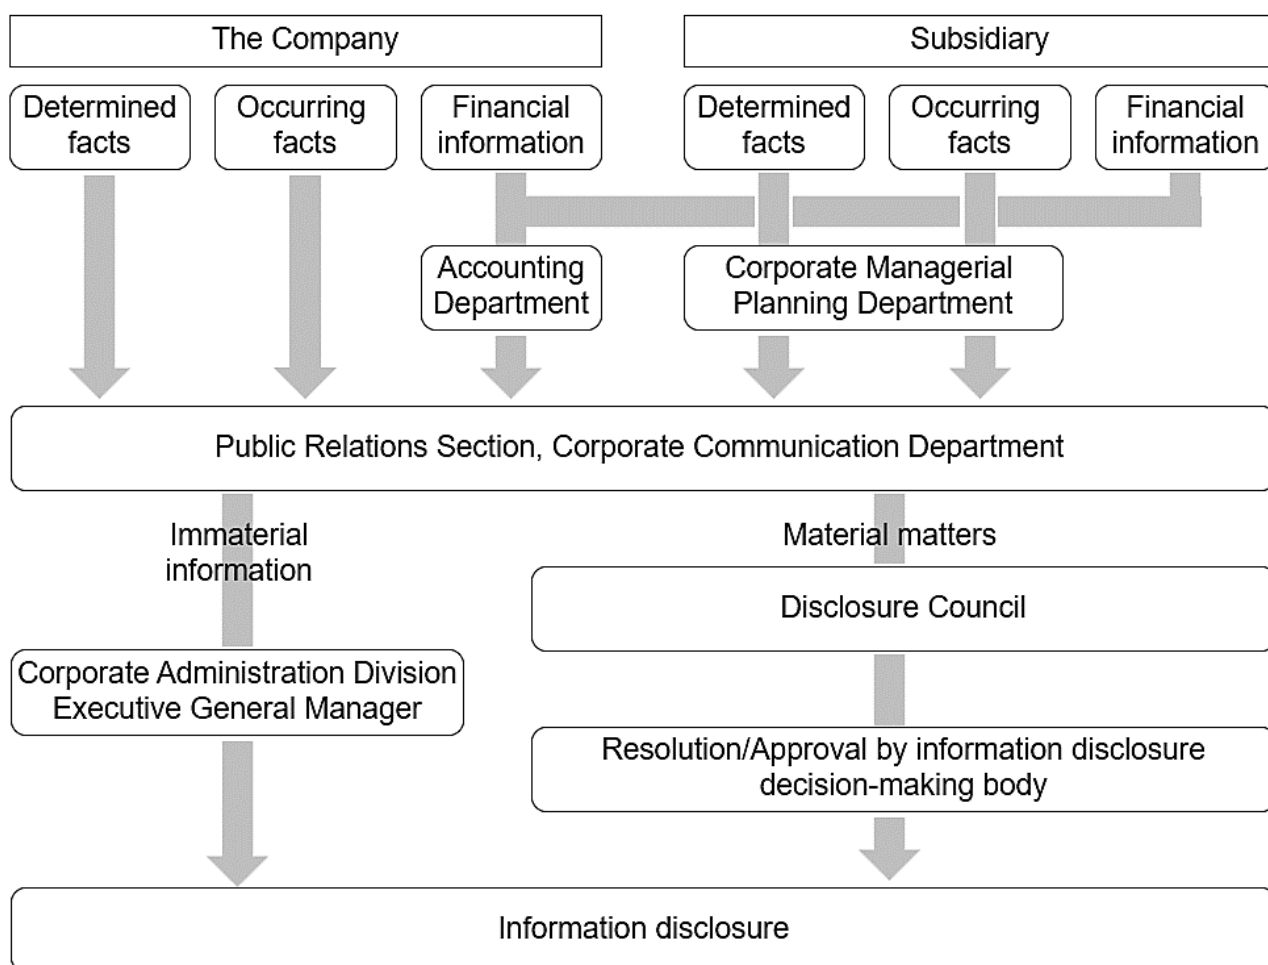 The Company
Subsidiary
Determined
facts
Occurring
facts
Financial
information
Determined
facts
Occurring
facts
Financial
information
Accounting
Department
Corporate Managerial
Planning Department
Public Relations Section, Corporate Communication Department
Immaterial
information
Material matters
Disclosure Council
Corporate Administration Division
Executive General Manager
Resolution/Approval by information disclosure
decision-making body
Information disclosure